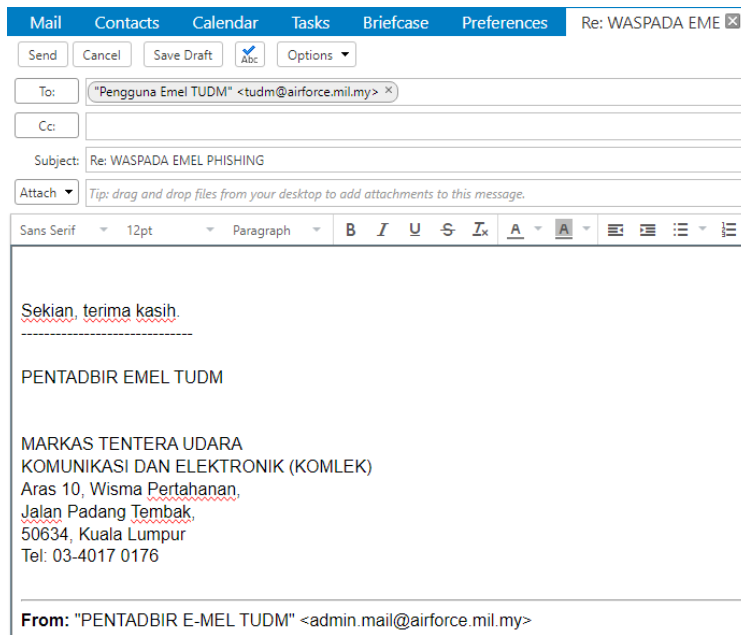 Mail Contacts Calendar Tasks Briefcase Preferences Re: WASPADA EME
Send Cancel Save Draft Abc Options
To: "Pengguna Emel TUDM" <tudm@airforce.mil.my> ×
Cc:
Subject: Re: WASPADA EMEL PHISHING
Attach Tip: drag and drop files from your desktop to add attachments to this message.
Sans Serif 12pt Paragraph B I U S Ix A A
Sekian, terima kasih.
------------------------------
PENTADBIR EMEL TUDM
MARKAS TENTERA UDARA
KOMUNIKASI DAN ELEKTRONIK (KOMLEK)
Aras 10, Wisma Pertahanan,
Jalan Padang Tembak,
50634, Kuala Lumpur
Tel: 03-4017 0176
From: "PENTADBIR E-MEL TUDM" <admin.mail@airforce.mil.my>